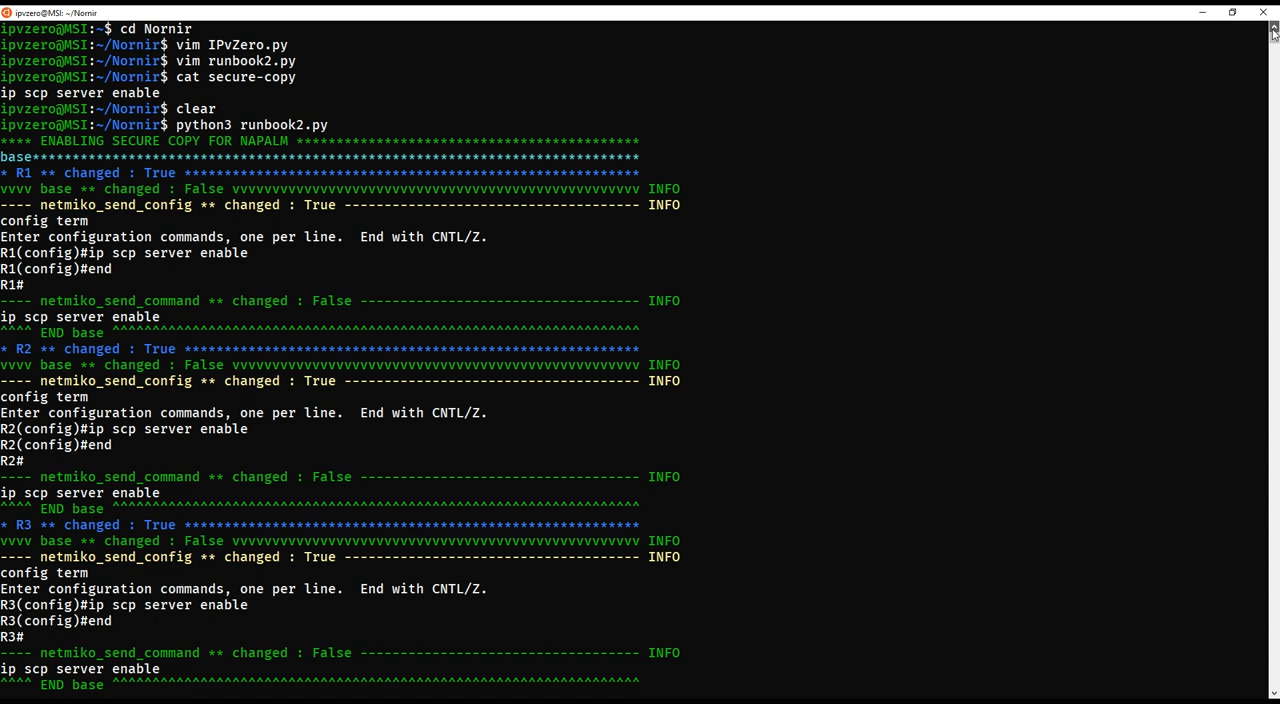 ipvzero@MSI: ~/Nornir
ipvzero@MSI:~$ cd Nornir
ipvzero@MSI:~/Nornir$ vim IPvZero.py
ipvzero@MSI:~/Nornir$ vim runbook2.py
ipvzero@MSI:~/Nornir$ cat secure-copy
ip scp server enable
ipvzero@MSI:~/Nornir$ clear
ipvzero@MSI:~/Nornir$ python3 runbook2.py
**** ENABLING SECURE COPY FOR NAPALM *******************************************
base****************************************************************************
* R1 ** changed : True *********************************************************
vvvv base ** changed : False vvvvvvvvvvvvvvvvvvvvvvvvvvvvvvvvvvvvvvvvvvvvvvvvvvv INFO
---- netmiko_send_config ** changed : True ------------------------------------- INFO
config term
Enter configuration commands, one per line.  End with CNTL/Z.
R1(config)#ip scp server enable
R1(config)#end
R1#
---- netmiko_send_command ** changed : False ----------------------------------- INFO
ip scp server enable
^^^^ END base ^^^^^^^^^^^^^^^^^^^^^^^^^^^^^^^^^^^^^^^^^^^^^^^^^^^^^^^^^^^^^^^^^^
* R2 ** changed : True *********************************************************
vvvv base ** changed : False vvvvvvvvvvvvvvvvvvvvvvvvvvvvvvvvvvvvvvvvvvvvvvvvvvv INFO
---- netmiko_send_config ** changed : True ------------------------------------- INFO
config term
Enter configuration commands, one per line.  End with CNTL/Z.
R2(config)#ip scp server enable
R2(config)#end
R2#
---- netmiko_send_command ** changed : False ----------------------------------- INFO
ip scp server enable
^^^^ END base ^^^^^^^^^^^^^^^^^^^^^^^^^^^^^^^^^^^^^^^^^^^^^^^^^^^^^^^^^^^^^^^^^^
* R3 ** changed : True *********************************************************
vvvv base ** changed : False vvvvvvvvvvvvvvvvvvvvvvvvvvvvvvvvvvvvvvvvvvvvvvvvvvv INFO
---- netmiko_send_config ** changed : True ------------------------------------- INFO
config term
Enter configuration commands, one per line.  End with CNTL/Z.
R3(config)#ip scp server enable
R3(config)#end
R3#
---- netmiko_send_command ** changed : False ----------------------------------- INFO
ip scp server enable
^^^^ END base ^^^^^^^^^^^^^^^^^^^^^^^^^^^^^^^^^^^^^^^^^^^^^^^^^^^^^^^^^^^^^^^^^^